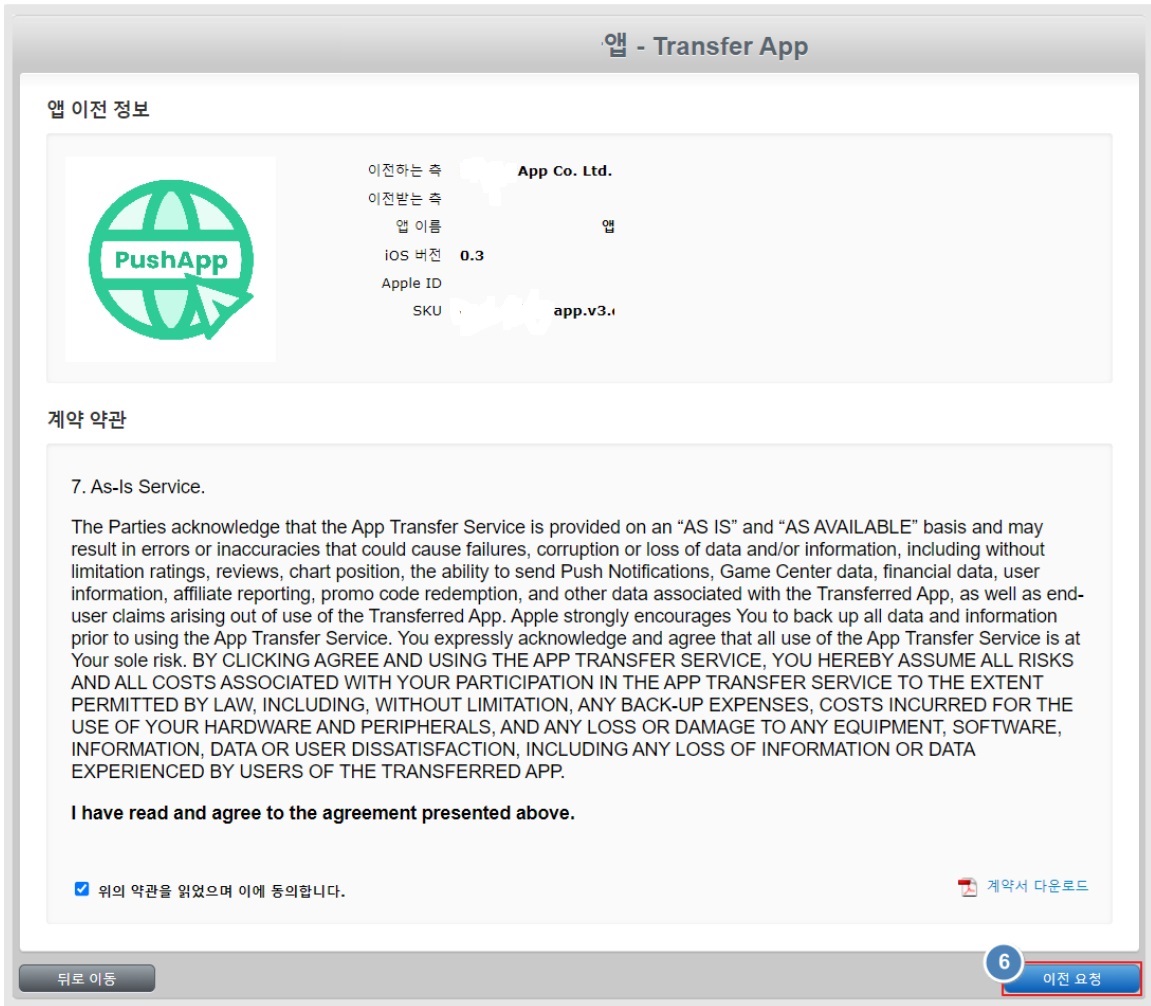 앱 - Transfer App
앱 이전 정보
PushApp
이전하는 측 App Co. Ltd.
이전받는 측
앱 이름 앱
iOS 버전 0.3
Apple ID
SKU app.v3.
계약 약관
7. As-Is Service.
The Parties acknowledge that the App Transfer Service is provided on an “AS IS” and “AS AVAILABLE” basis and may
result in errors or inaccuracies that could cause failures, corruption or loss of data and/or information, including without
limitation ratings, reviews, chart position, the ability to send Push Notifications, Game Center data, financial data, user
information, affiliate reporting, promo code redemption, and other data associated with the Transferred App, as well as end-
user claims arising out of use of the Transferred App. Apple strongly encourages You to back up all data and information
prior to using the App Transfer Service. You expressly acknowledge and agree that all use of the App Transfer Service is at
Your sole risk. BY CLICKING AGREE AND USING THE APP TRANSFER SERVICE, YOU HEREBY ASSUME ALL RISKS
AND ALL COSTS ASSOCIATED WITH YOUR PARTICIPATION IN THE APP TRANSFER SERVICE TO THE EXTENT
PERMITTED BY LAW, INCLUDING, WITHOUT LIMITATION, ANY BACK-UP EXPENSES, COSTS INCURRED FOR THE
USE OF YOUR HARDWARE AND PERIPHERALS, AND ANY LOSS OR DAMAGE TO ANY EQUIPMENT, SOFTWARE,
INFORMATION, DATA OR USER DISSATISFACTION, INCLUDING ANY LOSS OF INFORMATION OR DATA
EXPERIENCED BY USERS OF THE TRANSFERRED APP.
I have read and agree to the agreement presented above.
위의 약관을 읽었으며 이에 동의합니다.
계약서 다운로드
뒤로 이동
6
이전 요청